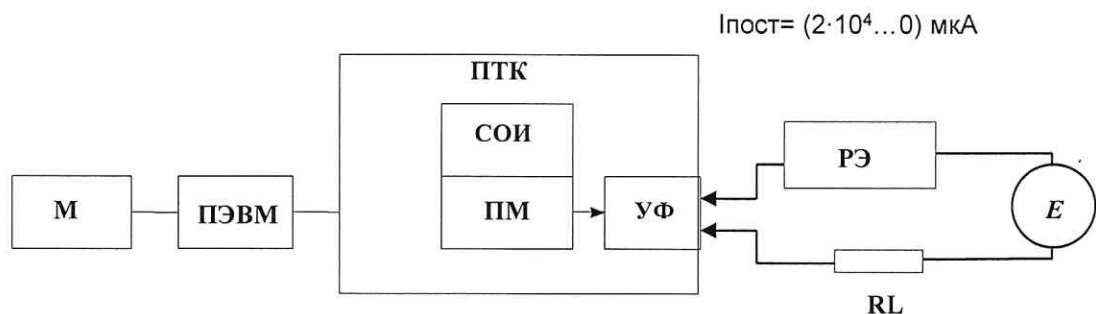 Iпост= (2·10⁴...0) мкА
ПТК
СОИ
РЭ
М
ПЭВМ
ПМ
УФ
E
RL